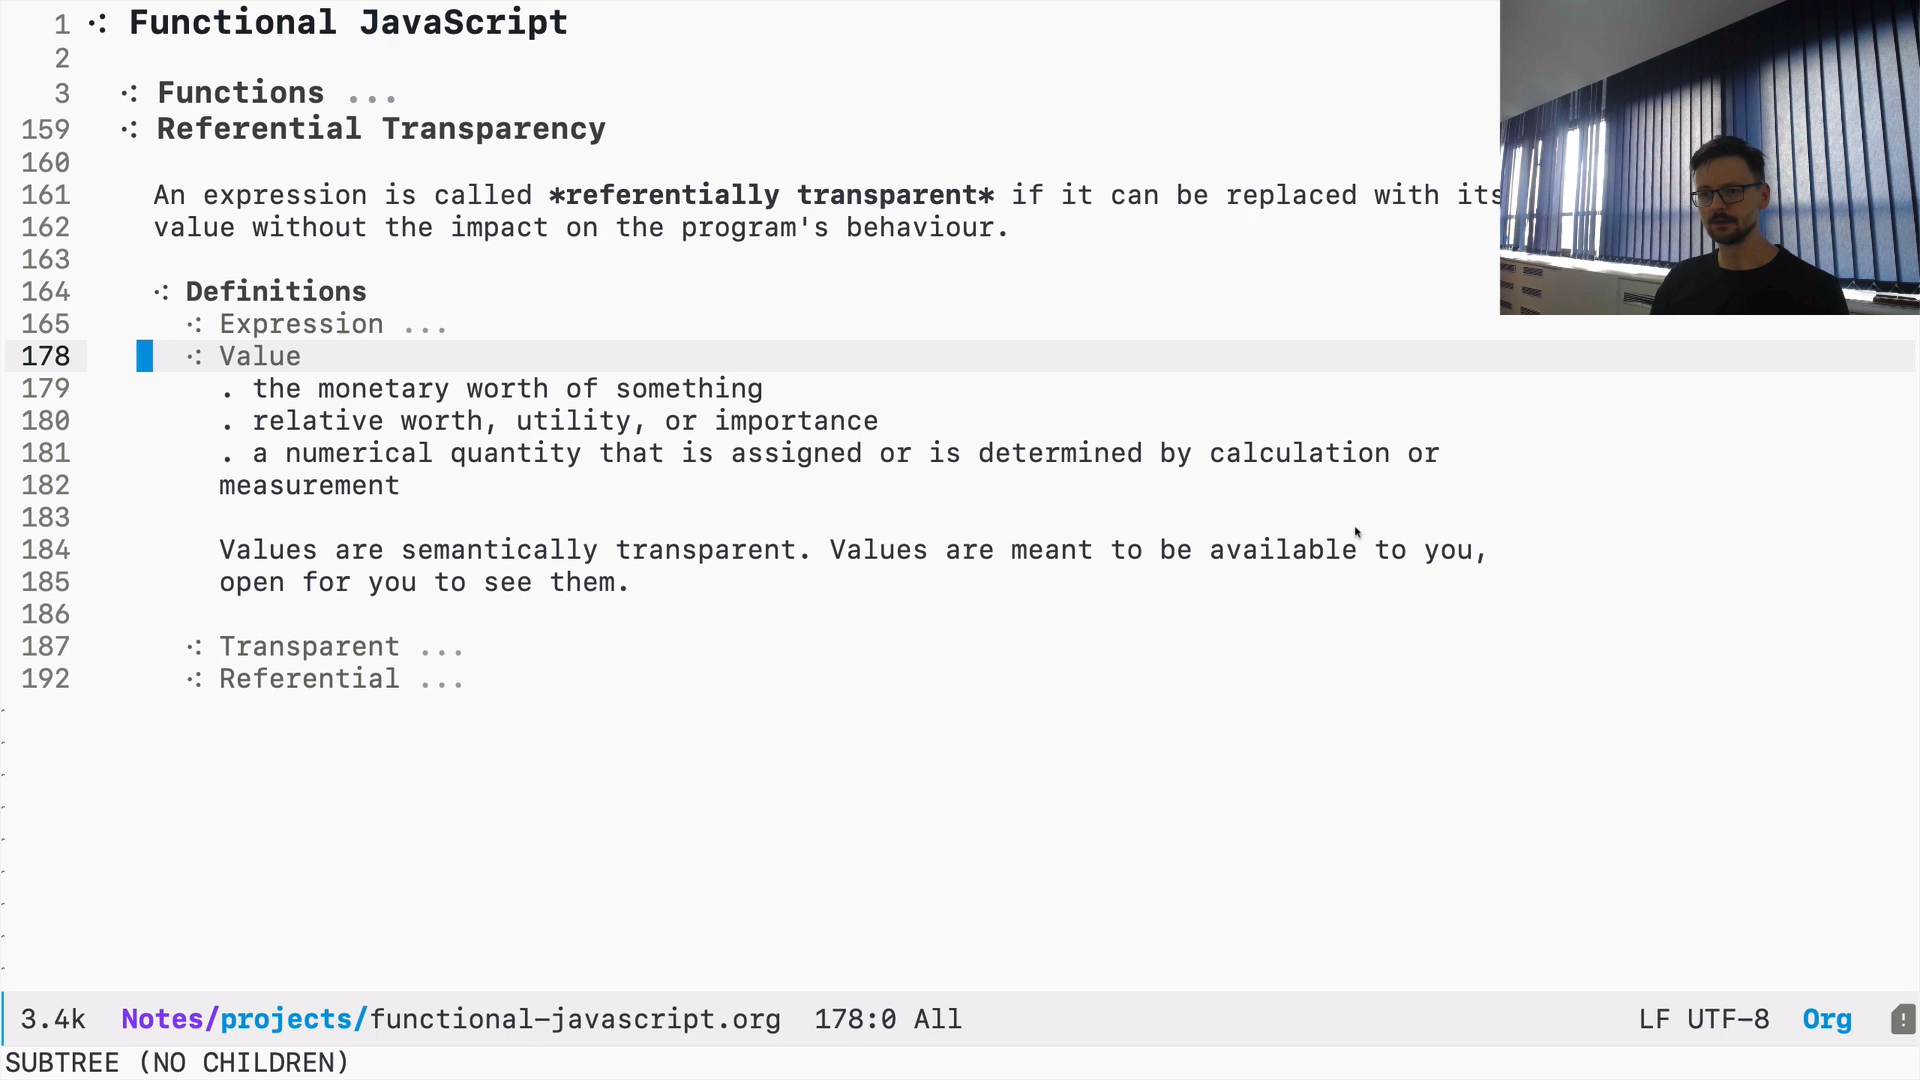 1 Functional JavaScript
2
3 Functions ...
159 Referential Transparency
160
161 An expression is called *referentially transparent* if it can be replaced with its
162 value without the impact on the program's behaviour.
163
164 Definitions
165 Expression ...
178 Value
179 . the monetary worth of something
180 . relative worth, utility, or importance
181 . a numerical quantity that is assigned or is determined by calculation or
182 measurement
183
184 Values are semantically transparent. Values are meant to be available to you,
185 open for you to see them.
186
187 Transparent ...
192 Referential ...
3.4k Notes/projects/functional-javascript.org 178:0 All LF UTF-8 Org
SUBTREE (NO CHILDREN)